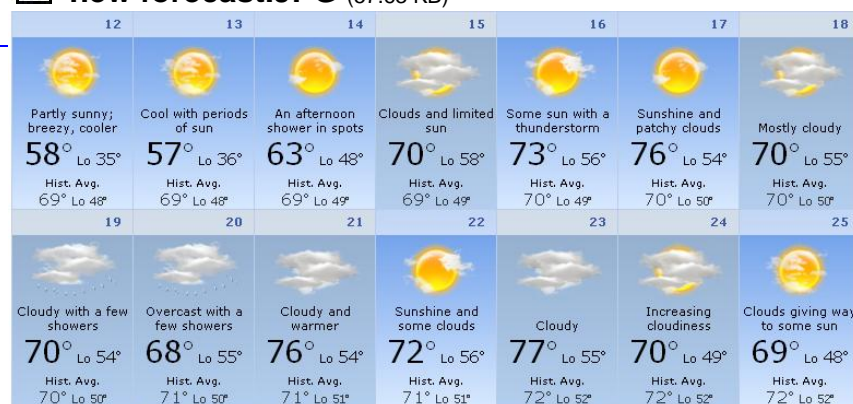 12 13 14 15 16 17 18
Partly sunny; breezy, cooler
58° Lo 35°
Hist. Avg.
69° Lo 48°
Cool with periods of sun
57° Lo 36°
Hist. Avg.
69° Lo 48°
An afternoon shower in spots
63° Lo 48°
Hist. Avg.
69° Lo 49°
Clouds and limited sun
70° Lo 58°
Hist. Avg.
69° Lo 49°
Some sun with a thunderstorm
73° Lo 56°
Hist. Avg.
70° Lo 49°
Sunshine and patchy clouds
76° Lo 54°
Hist. Avg.
70° Lo 50°
Mostly cloudy
70° Lo 55°
Hist. Avg.
70° Lo 50°
19 20 21 22 23 24 25
Cloudy with a few showers
70° Lo 54°
Hist. Avg.
70° Lo 50°
Overcast with a few showers
68° Lo 55°
Hist. Avg.
71° Lo 50°
Cloudy and warmer
76° Lo 54°
Hist. Avg.
71° Lo 51°
Sunshine and some clouds
72° Lo 56°
Hist. Avg.
71° Lo 51°
Cloudy
77° Lo 55°
Hist. Avg.
72° Lo 52°
Increasing cloudiness
70° Lo 49°
Hist. Avg.
72° Lo 52°
Clouds giving way to some sun
69° Lo 48°
Hist. Avg.
72° Lo 52°